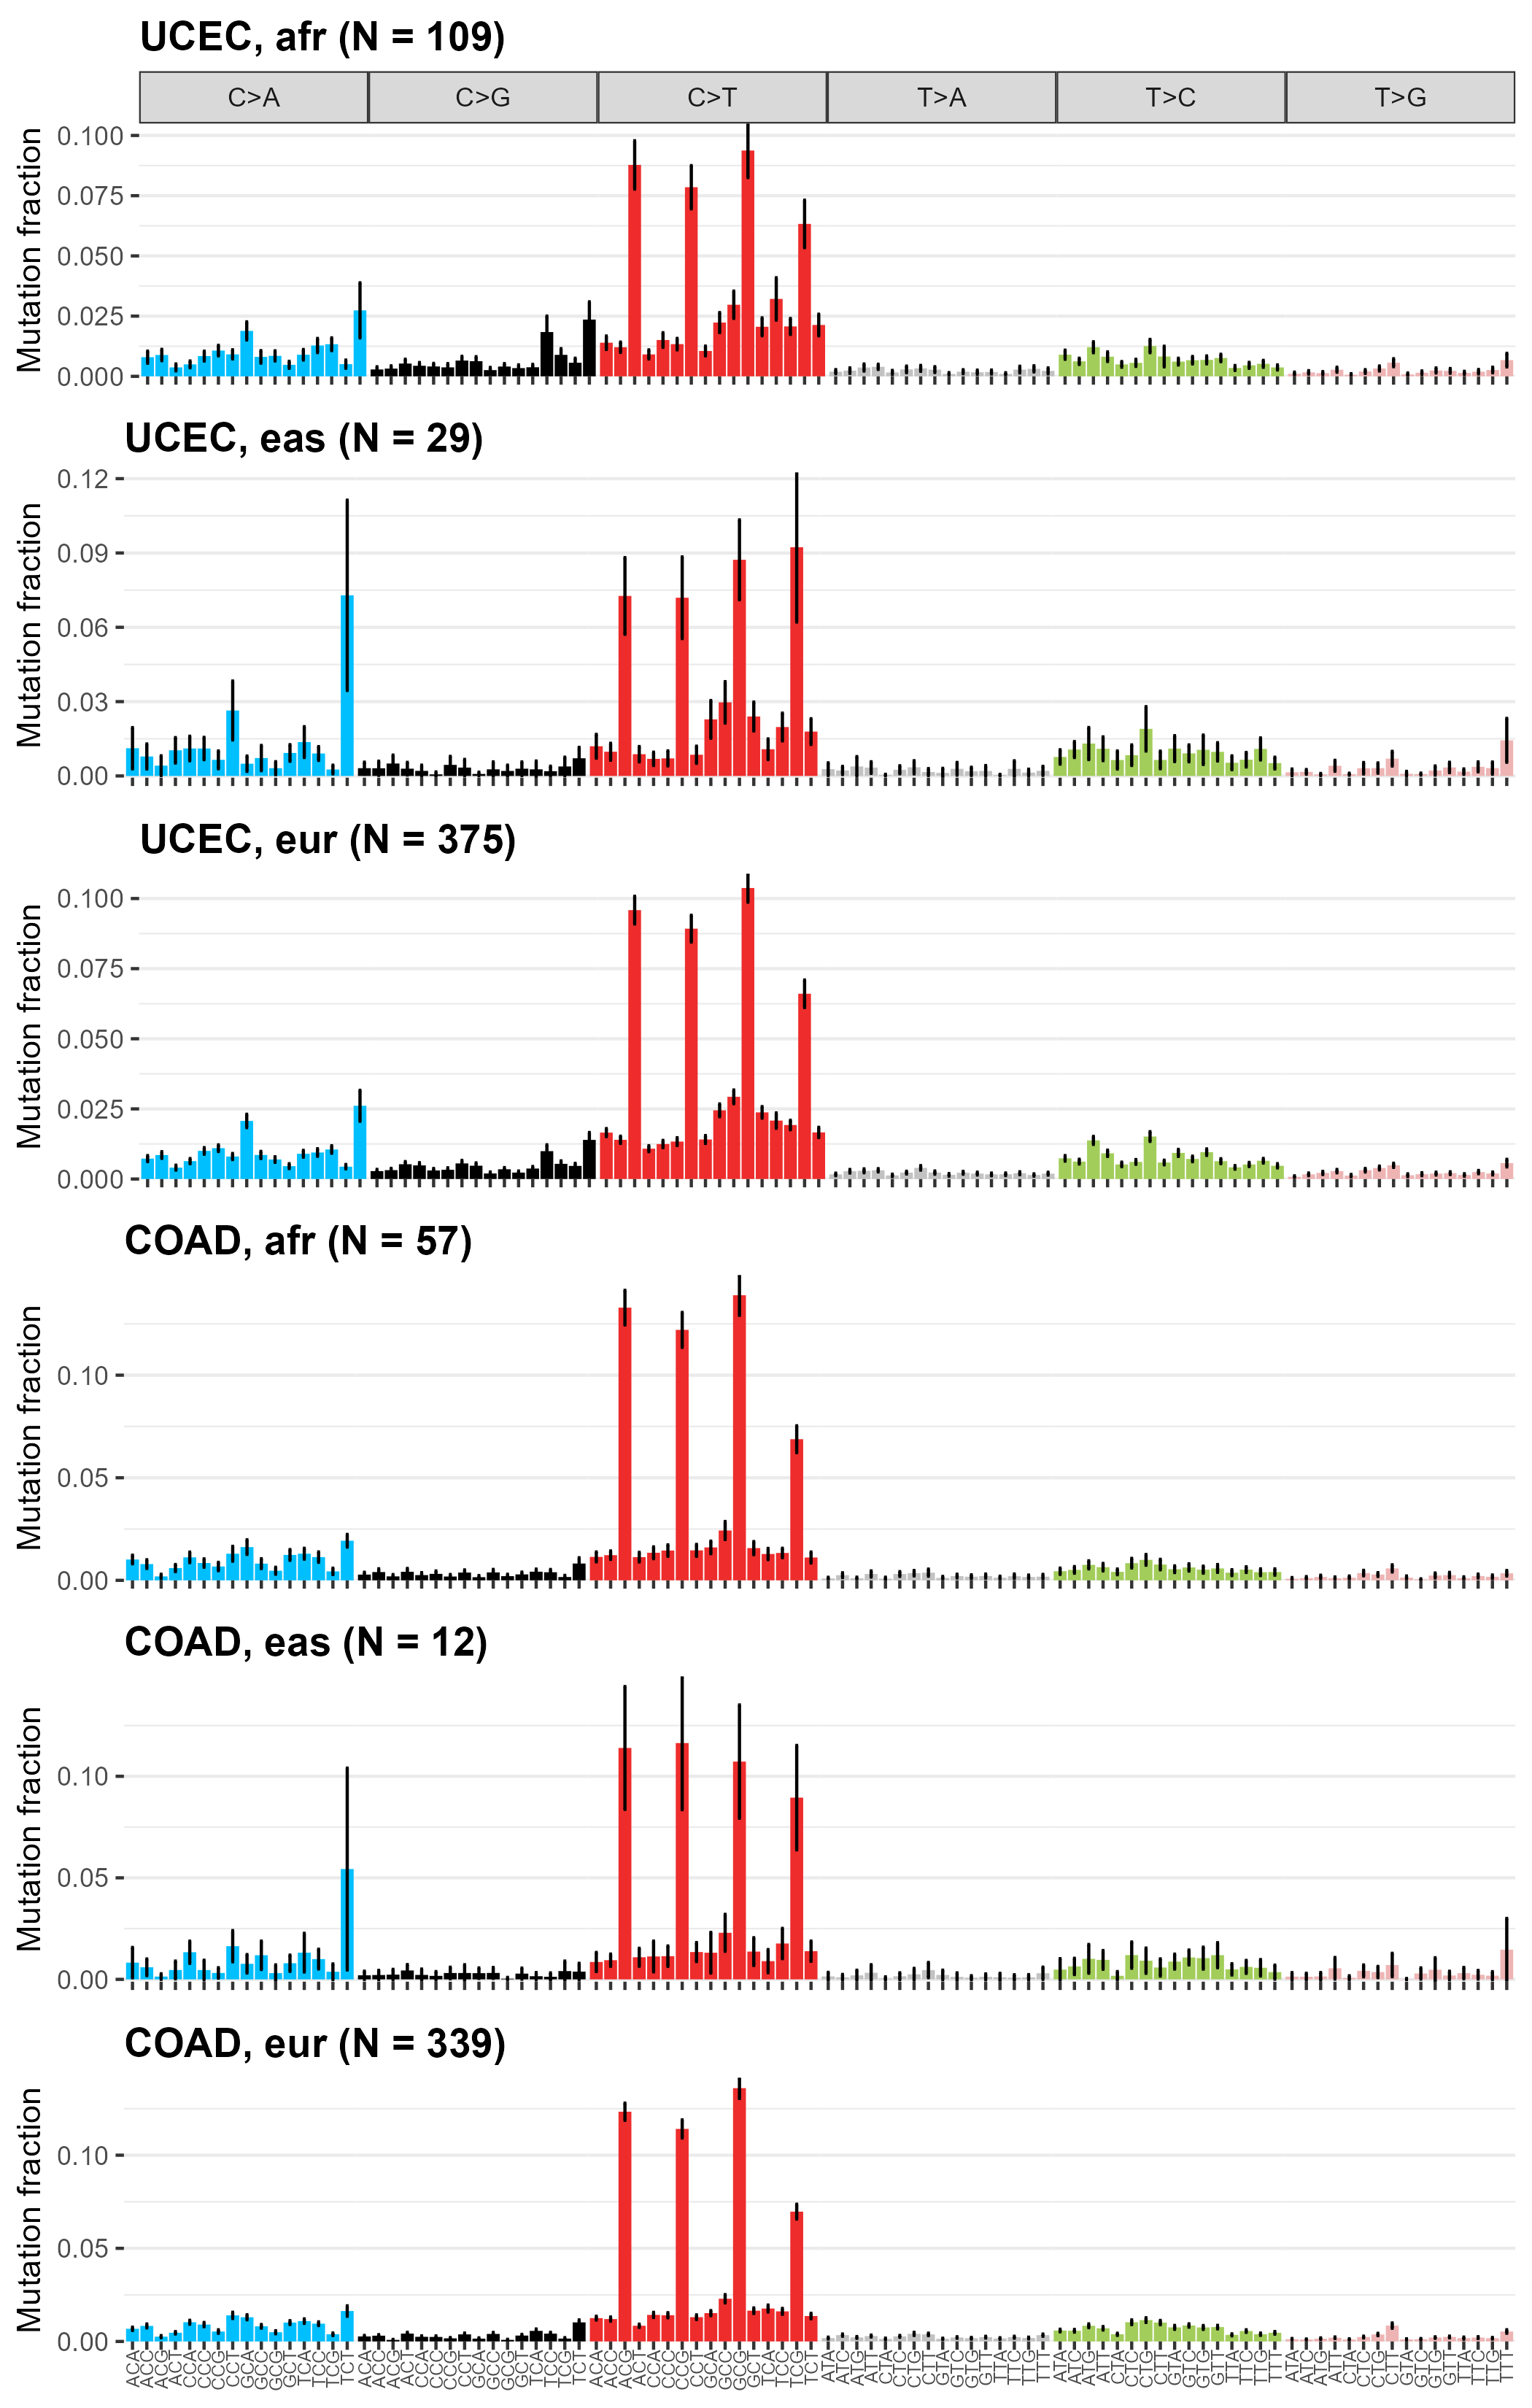 UCEC, afr (N = 109)
C>A C>G C>T T>A T>C T>G
Mutation fraction
0.100
0.075
0.050
0.025
0.000
UCEC, eas (N = 29)
Mutation fraction
0.12
0.09
0.06
0.03
0.00
UCEC, eur (N = 375)
Mutation fraction
0.100
0.075
0.050
0.025
0.000
COAD, afr (N = 57)
Mutation fraction
0.10
0.05
0.00
COAD, eas (N = 12)
Mutation fraction
0.10
0.05
0.00
COAD, eur (N = 339)
Mutation fraction
0.10
0.05
0.00
ACA ACC ACG ACT CCA CCC CCG CCT GCA GCC GCG GCT TCA TCC TCG TCT ACA ACC ACG ACT CCA CCC CCG CCT GCA GCC GCG GCT TCA TCC TCG TCT ACA ACC ACG ACT CCA CCC CCG CCT GCA GCC GCG GCT TCA TCC TCG TCT ATA ATC ATG ATT CTA CTC CTG CTT GTA GTC GTG GTT TTA TTC TTG TTT ATA ATC ATG ATT CTA CTC CTG CTT GTA GTC GTG GTT TTA TTC TTG TTT ATA ATC ATG ATT CTA CTC CTG CTT GTA GTC GTG GTT TTA TTC TTG TTT